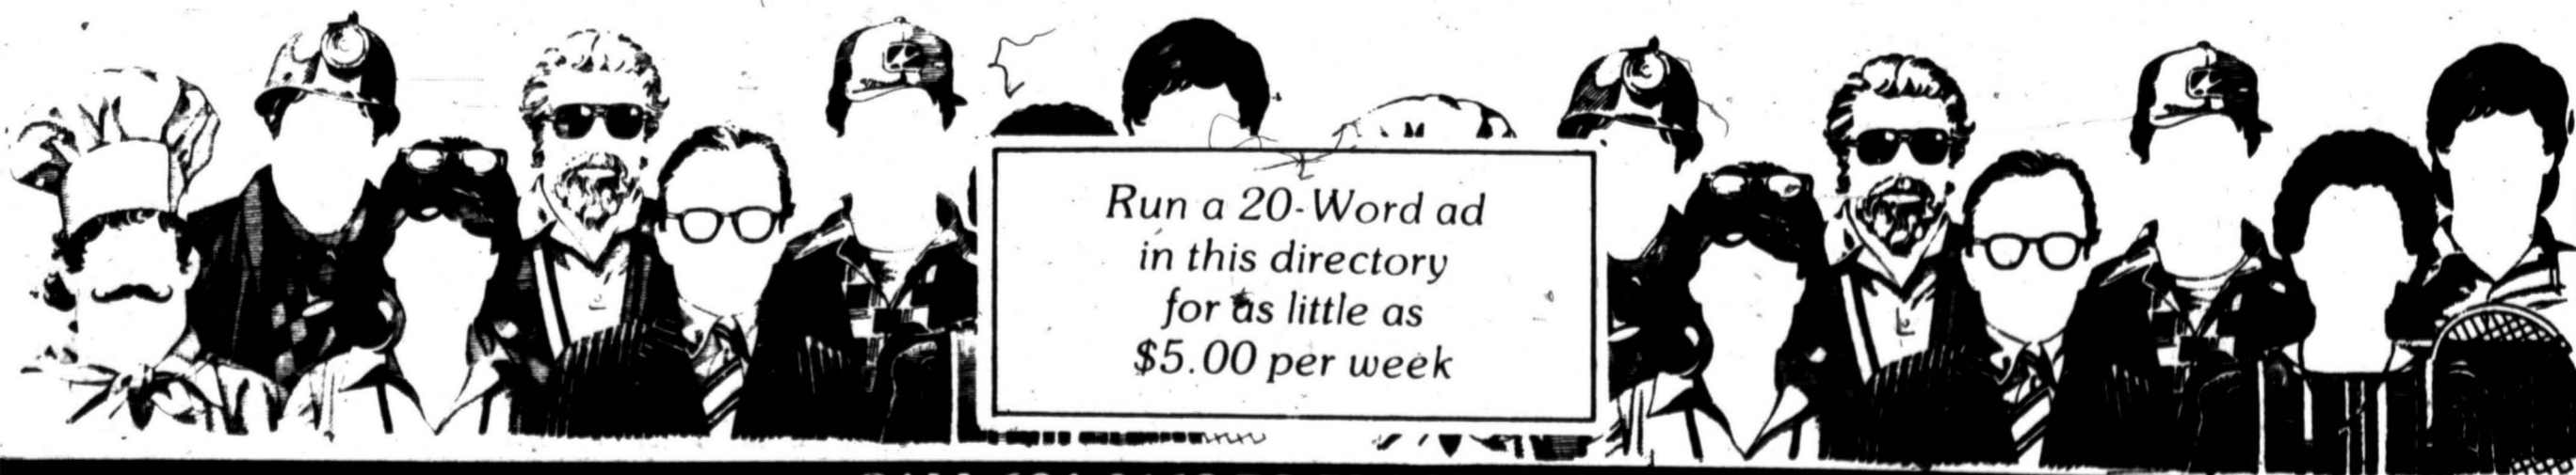 Run a 20-Word ad
in this directory
for as little as
$5.00 per week